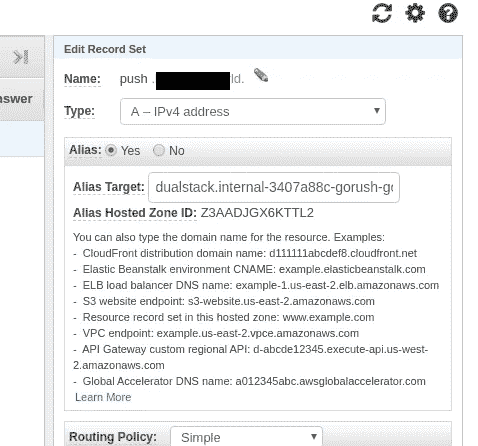 Edit Record Set
Name: push . ld.
nswer
Type: A – IPv4 address
Alias: Yes No
Alias Target: dualstack.internal-3407a88c-gorush-go
Alias Hosted Zone ID: Z3AADJGX6KTTL2
You can also type the domain name for the resource. Examples:
- CloudFront distribution domain name: d111111abcdef8.cloudfront.net
- Elastic Beanstalk environment CNAME: example.elasticbeanstalk.com
- ELB load balancer DNS name: example-1.us-east-2.elb.amazonaws.com
- S3 website endpoint: s3-website.us-east-2.amazonaws.com
- Resource record set in this hosted zone: www.example.com
- VPC endpoint: example.us-east-2.vpce.amazonaws.com
- API Gateway custom regional API: d-abcde12345.execute-api.us-west-
2.amazonaws.com
- Global Accelerator DNS name: a012345abc.awsglobalaccelerator.com
Learn More
Routing Policy: Simple